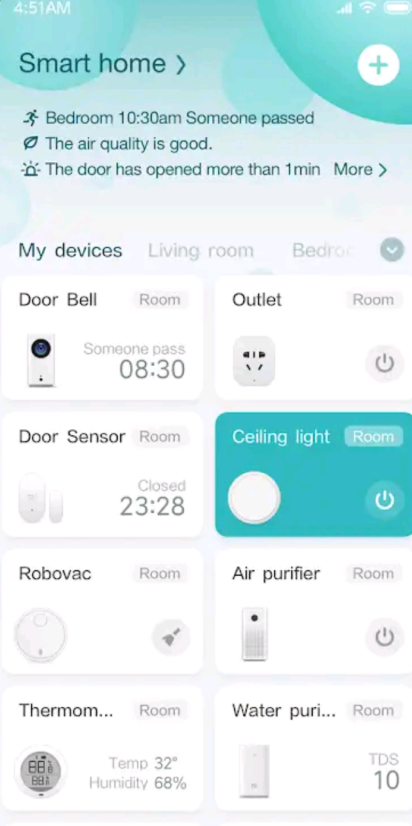 4:51AM
Smart home
Bedroom 10:30am Someone passed
The air quality is good.
The door has opened more than 1min More
My devices Living room Bedroo
Door Bell Room
Someone pass
08:30
Outlet Room
Door Sensor Room
Closed
23:28
Ceiling light Room
Robovac Room
Air purifier Room
Thermom... Room
Temp 32°
Humidity 68%
Water puri... Room
TDS
10